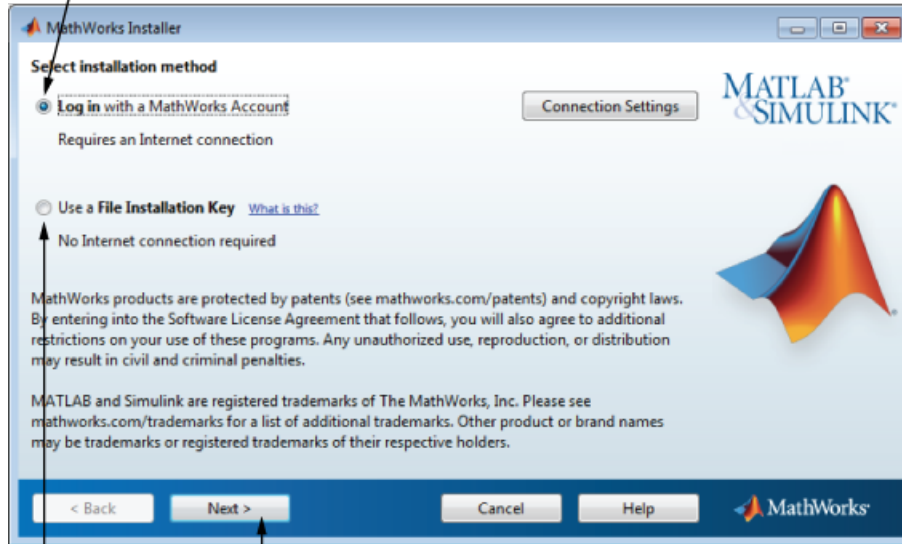 MathWorks Installer
Select installation method
Log in with a MathWorks Account
Connection Settings
MATLAB®
&SIMULINK®
Requires an Internet connection
Use a File Installation Key What is this?
No Internet connection required
MathWorks products are protected by patents (see mathworks.com/patents) and copyright laws.
By entering into the Software License Agreement that follows, you will also agree to additional
restrictions on your use of these programs. Any unauthorized use, reproduction, or distribution
may result in civil and criminal penalties.
MATLAB and Simulink are registered trademarks of The MathWorks, Inc. Please see
mathworks.com/trademarks for a list of additional trademarks. Other product or brand names
may be trademarks or registered trademarks of their respective holders.
< Back
Next >
Cancel
Help
MathWorks®